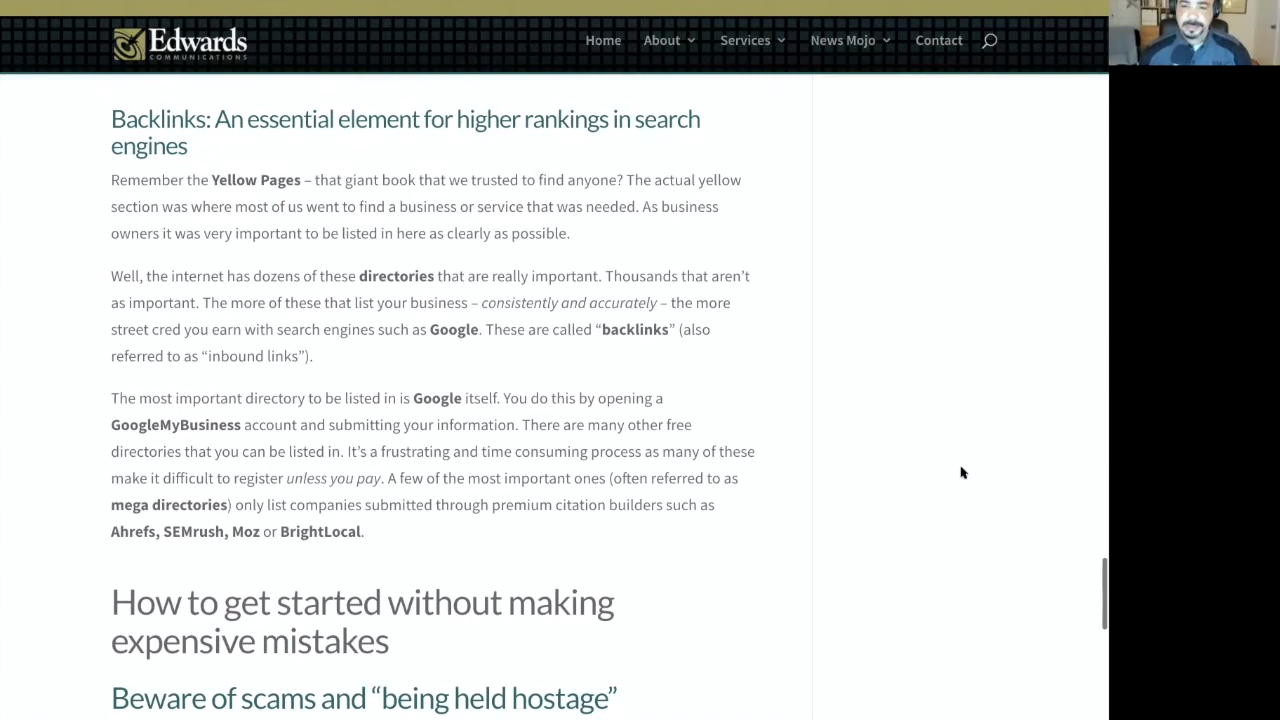 Edwards
COMMUNICATIONS
Home About Services News Mojo Contact
Backlinks: An essential element for higher rankings in search
engines
Remember the Yellow Pages – that giant book that we trusted to find anyone? The actual yellow
section was where most of us went to find a business or service that was needed. As business
owners it was very important to be listed in here as clearly as possible.
Well, the internet has dozens of these directories that are really important. Thousands that aren’t
as important. The more of these that list your business – consistently and accurately – the more
street cred you earn with search engines such as Google. These are called “backlinks” (also
referred to as “inbound links”).
The most important directory to be listed in is Google itself. You do this by opening a
GoogleMyBusiness account and submitting your information. There are many other free
directories that you can be listed in. It’s a frustrating and time consuming process as many of these
make it difficult to register unless you pay. A few of the most important ones (often referred to as
mega directories) only list companies submitted through premium citation builders such as
Ahrefs, SEMrush, Moz or BrightLocal.
How to get started without making
expensive mistakes
Beware of scams and “being held hostage”